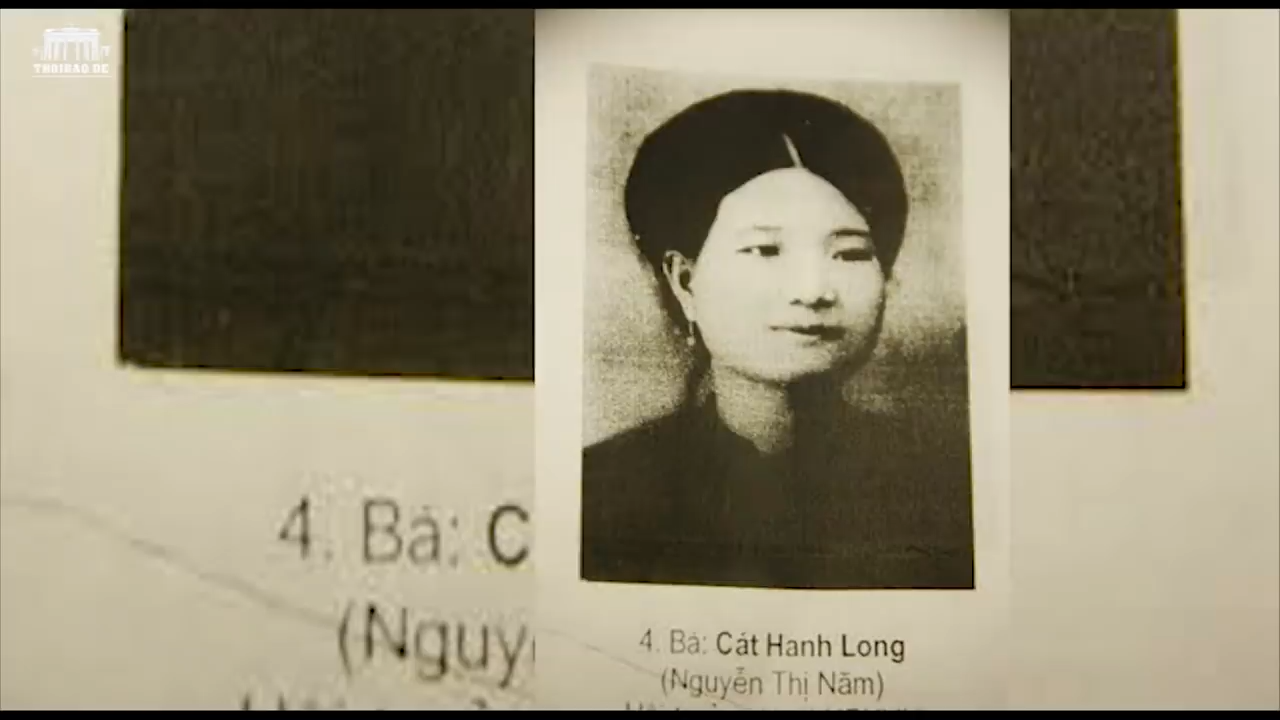 THOIBAO.DE
4. Bà: C
(Nguy
4. Bà: Cát Hanh Long
(Nguyễn Thị Năm)